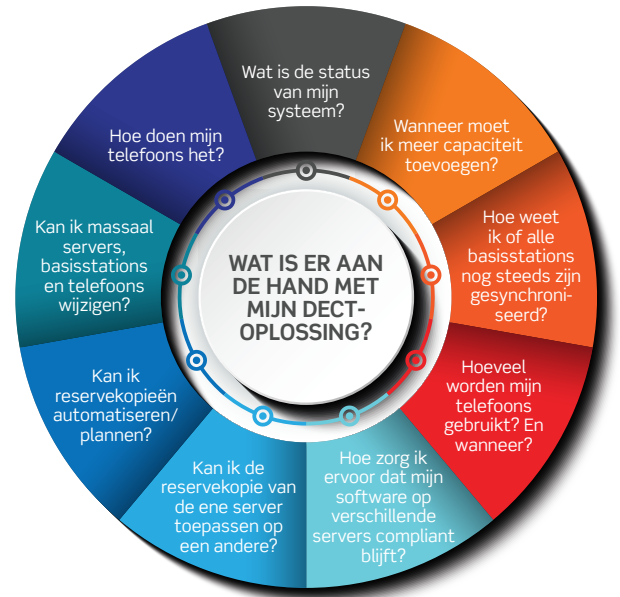 Wat is de status
van mijn
systeem?
Wanneer moet
ik meer capaciteit
toevoegen?
Hoe weet
ik of alle
basisstations
nog steeds zijn
gesynchroni-
seerd?
Hoeveel
worden mijn
telefoons
gebruikt? En
wanneer?
Hoe zorg ik
ervoor dat mijn
software op
verschillende
servers compliant
blijft?
Kan ik de
reservekopie van
de ene server
toepassen op
een andere?
Kan ik
reservekopieën
automatiseren/
plannen?
Kan ik massaal
servers,
basisstations
en telefoons
wijzigen?
Hoe doen mijn
telefoons het?
WAT IS ER AAN
DE HAND MET
MIJN DECT-
OPLOSSING?